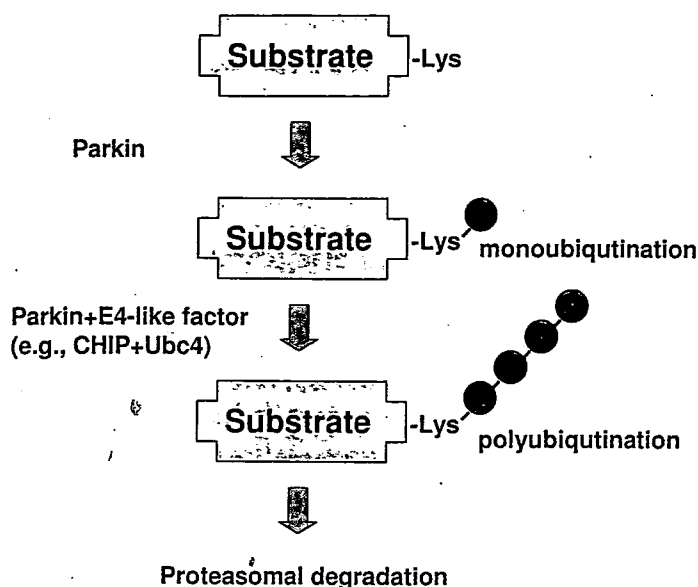 Substrate -Lys
Parkin
Substrate -Lys monoubiqutination
Parkin+E4-like factor
(e.g., CHIP+Ubc4)
Substrate -Lys
polyubiqutination
Proteasomal degradation